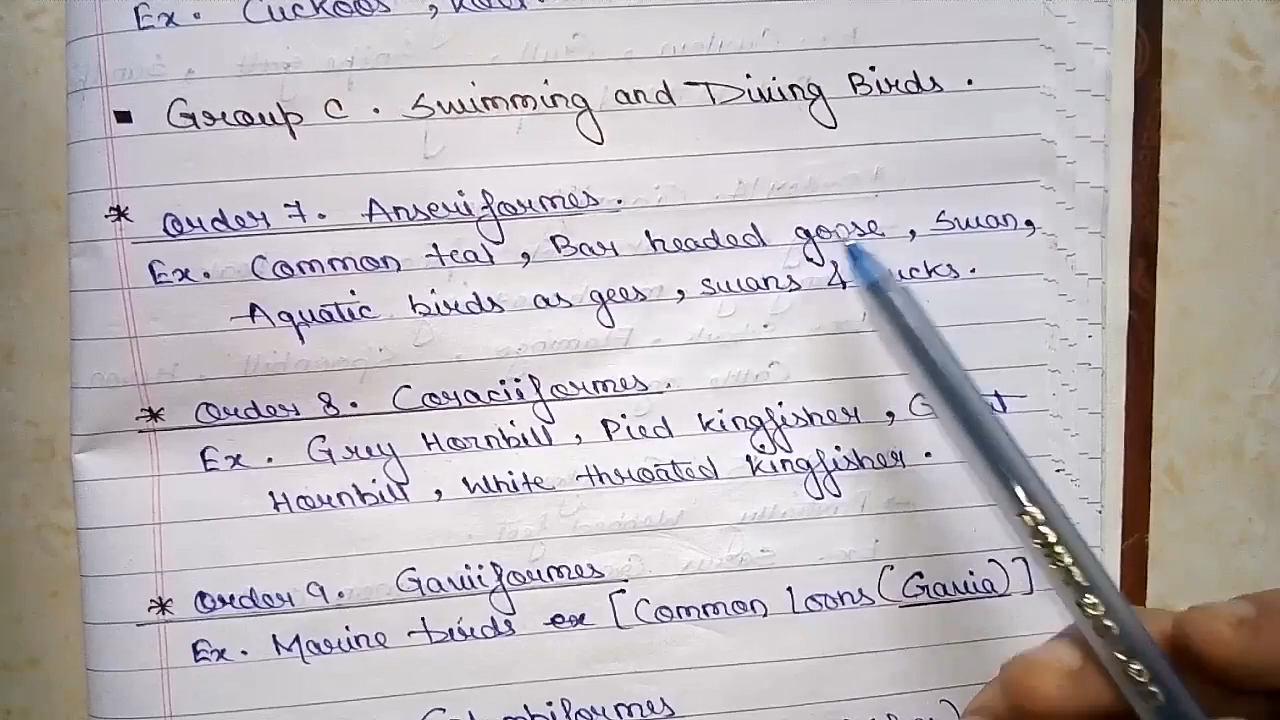 Ex. Cuckoos,
▪ Group C. Swimming and Diving Birds.
* Order 7. Anseriformes.
Ex. Common teal, Bar headed goose, Swan,
Aquatic birds as gees, swans &
* Order 8. Coraciiformes.
Ex. Grey Hornbill, Pied kingfisher,
Hornbill, White throated kingfisher.
* Order 9. Gaviiformes
Ex. Marine birds ex [Common Loons (Gavia)]